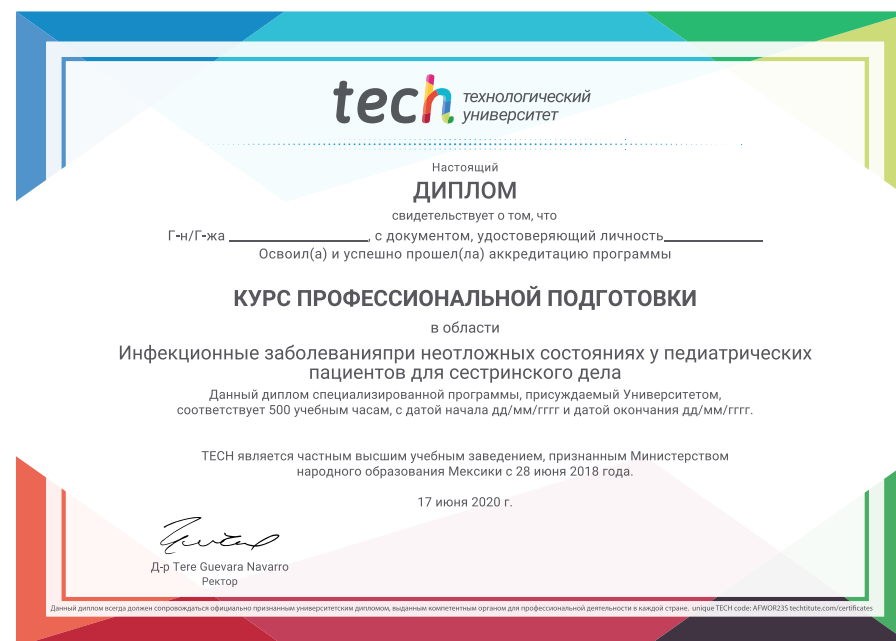 tech технологический
университет
Настоящий
ДИПЛОМ
свидетельствует о том, что
Г-н/Г-жа ____________________, с документом, удостоверяющий личность______________
Освоил(а) и успешно прошел(ла) аккредитацию программы
КУРС ПРОФЕССИОНАЛЬНОЙ ПОДГОТОВКИ
в области
Инфекционные заболеванияпри неотложных состояниях у педиатрических
пациентов для сестринского дела
Данный диплом специализированной программы, присуждаемый Университетом,
соответствует 500 учебным часам, с датой начала дд/мм/гггг и датой окончания дд/мм/гггг.
TECH является частным высшим учебным заведением, признанным Министерством
народного образования Мексики с 28 июня 2018 года.
17 июня 2020 г.
Д-р Tere Guevara Navarro
Ректор
Данный диплом всегда должен сопровождаться официально признанным университетским дипломом, выданным компетентным органом для профессиональной деятельности в каждой стране. unique TECH code: AFWOR23S techtitute.com/certificates